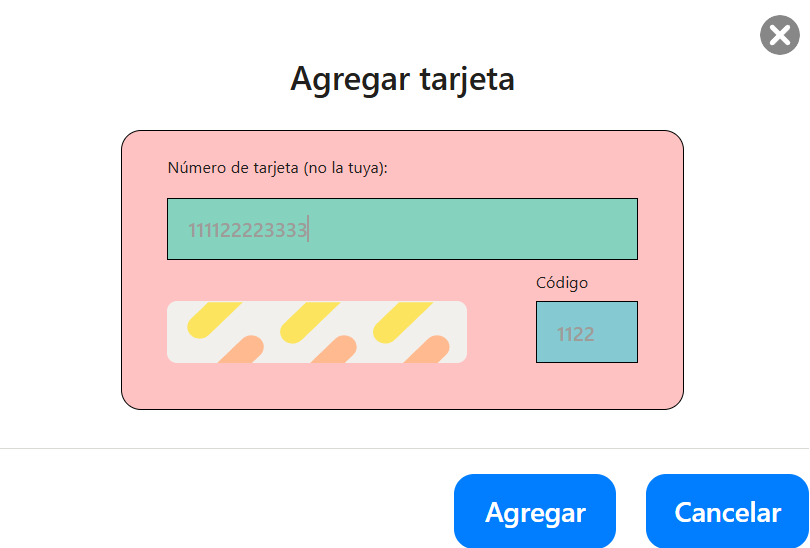 Agregar tarjeta
Número de tarjeta (no la tuya):
111122223333
Código
1122
Agregar
Cancelar